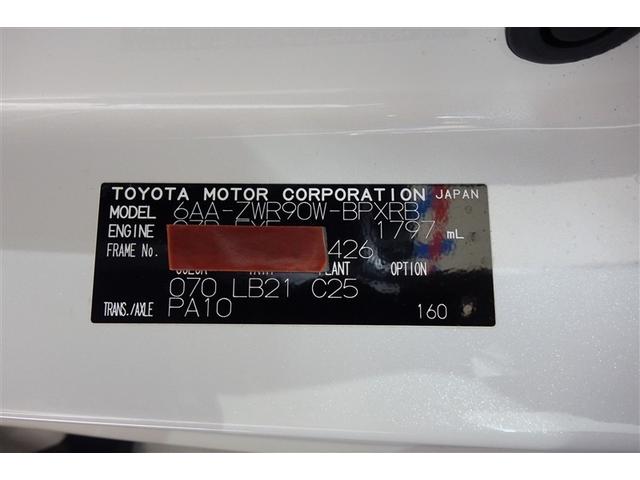 TOYOTA MOTOR CORPORATION JAPAN
MODEL 6AA-ZWR90W-BPXRB
ENGINE 1797 mL
FRAME No. 426
PLANT OPTION
070 LB21 C25
TRANS./AXLE PA10 160